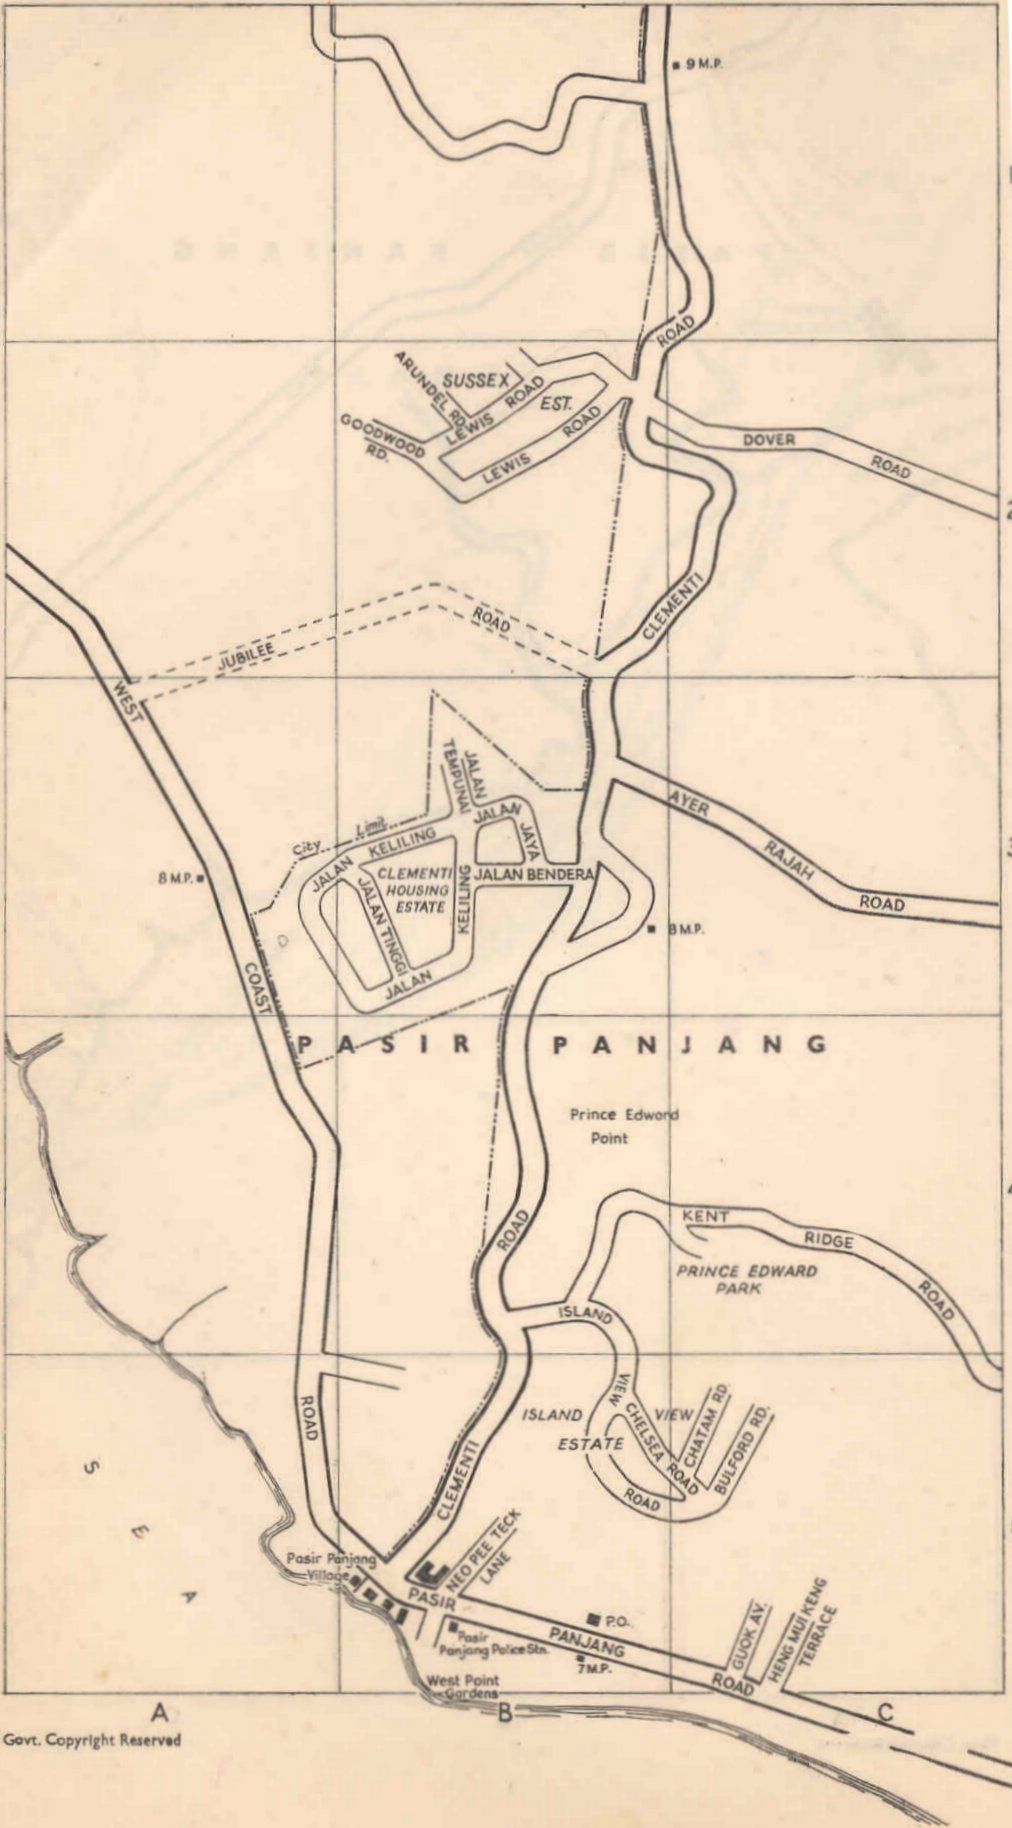 9 M.P.
ROAD
ARUNDEL RD.
SUSSEX
EST.
LEWIS ROAD
GOODWOOD
RD.
LEWIS ROAD
DOVER ROAD
2
CLEMENTI
JUBILEE ROAD
WEST
JALAN
TEMPUNAI
JALAN
JAYA
City Limit
KELILING
JALAN
AYER RAJAH ROAD
3
8 M.P.
CLEMENTI
HOUSING
ESTATE
JALAN BENDERA
KELILING
JALAN TINGGI
JALAN
8 M.P.
COAST
PASIR PANJANG
Prince Edward
Point
4
ROAD
KENT RIDGE ROAD
PRINCE EDWARD
PARK
ISLAND
VIEW
ROAD
ISLAND VIEW
ESTATE
CHELSEA ROAD
CHATAM RD.
BULFORD RD.
ROAD
CLEMENTI
SEA
NEO PEE TECK
LANE
Pasir Panjang
Village
PASIR
PANJANG
ROAD
P.O.
Pasir
Panjang Police Stn.
7 M.P.
GUOK AV.
HENG MUI KENG
TERRACE
West Point
Gardens
A
B
C
Govt. Copyright Reserved